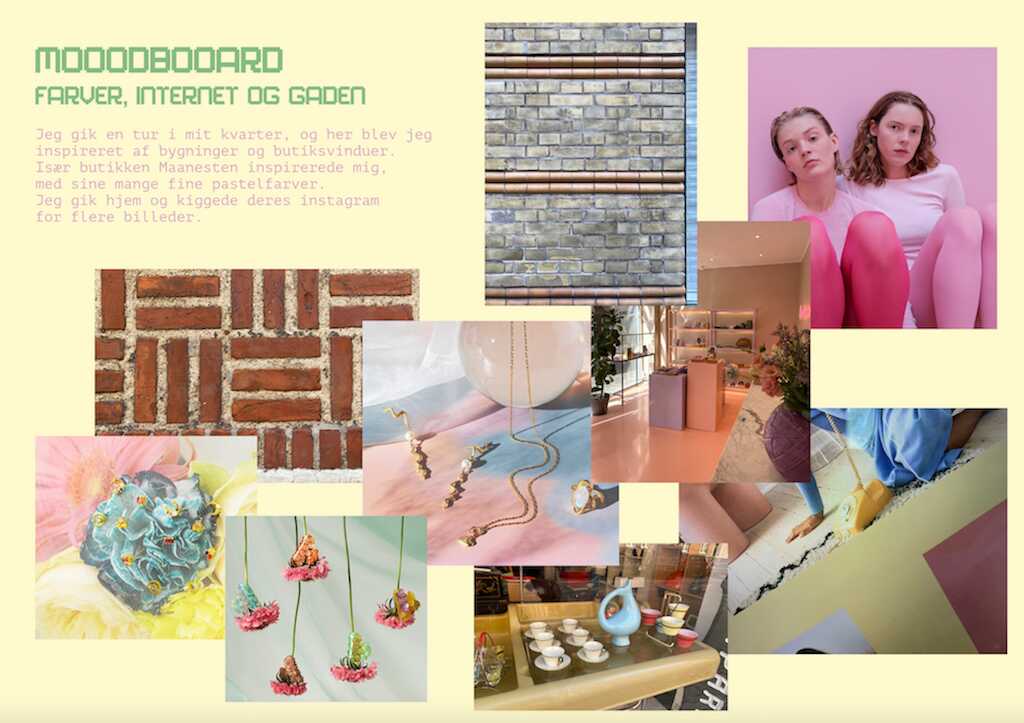 MOOODBOOARD
FARVER, INTERNET OG GADEN
Jeg gik en tur i mit kvarter, og her blev jeg
inspireret af bygninger og butiksvinduer.
Især butikken Maanesten inspirerede mig,
med sine mange fine pastelfarver.
Jeg gik hjem og kiggede deres instagram
for flere billeder.